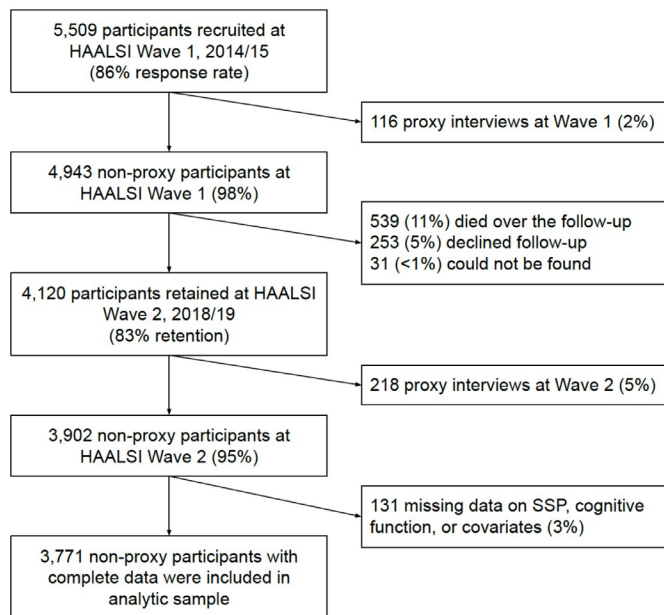 5,509 participants recruited at
HAALSI Wave 1, 2014/15
(86% response rate)
116 proxy interviews at Wave 1 (2%)
4,943 non-proxy participants at
HAALSI Wave 1 (98%)
539 (11%) died over the follow-up
253 (5%) declined follow-up
31 (<1%) could not be found
4,120 participants retained at HAALSI
Wave 2, 2018/19
(83% retention)
218 proxy interviews at Wave 2 (5%)
3,902 non-proxy participants at
HAALSI Wave 2 (95%)
131 missing data on SSP, cognitive
function, or covariates (3%)
3,771 non-proxy participants with
complete data were included in
analytic sample